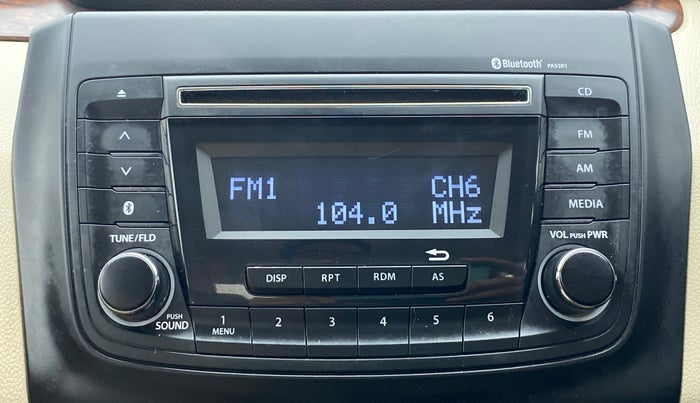 Bluetooth PA5SR1
CD
FM
AM
MEDIA
FM1 CH6
104.0 MHz
TUNE/FLD
VOL PUSH PWR
DISP RPT RDM AS
PUSH
SOUND
1 2 3 4 5 6
MENU